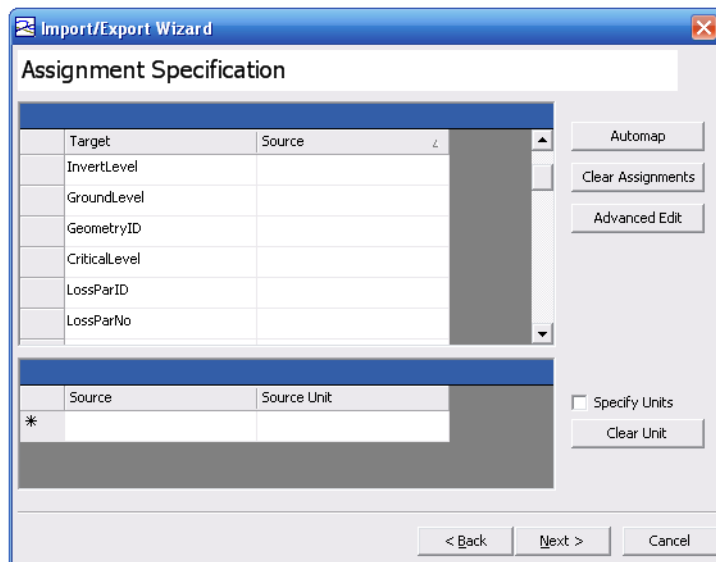 Import/Export Wizard
Assignment Specification
Target Source
InvertLevel
GroundLevel
GeometryID
CriticalLevel
LossParID
LossParNo
Automap
Clear Assignments
Advanced Edit
Source Source Unit
*
Specify Units
Clear Unit
< Back Next > Cancel